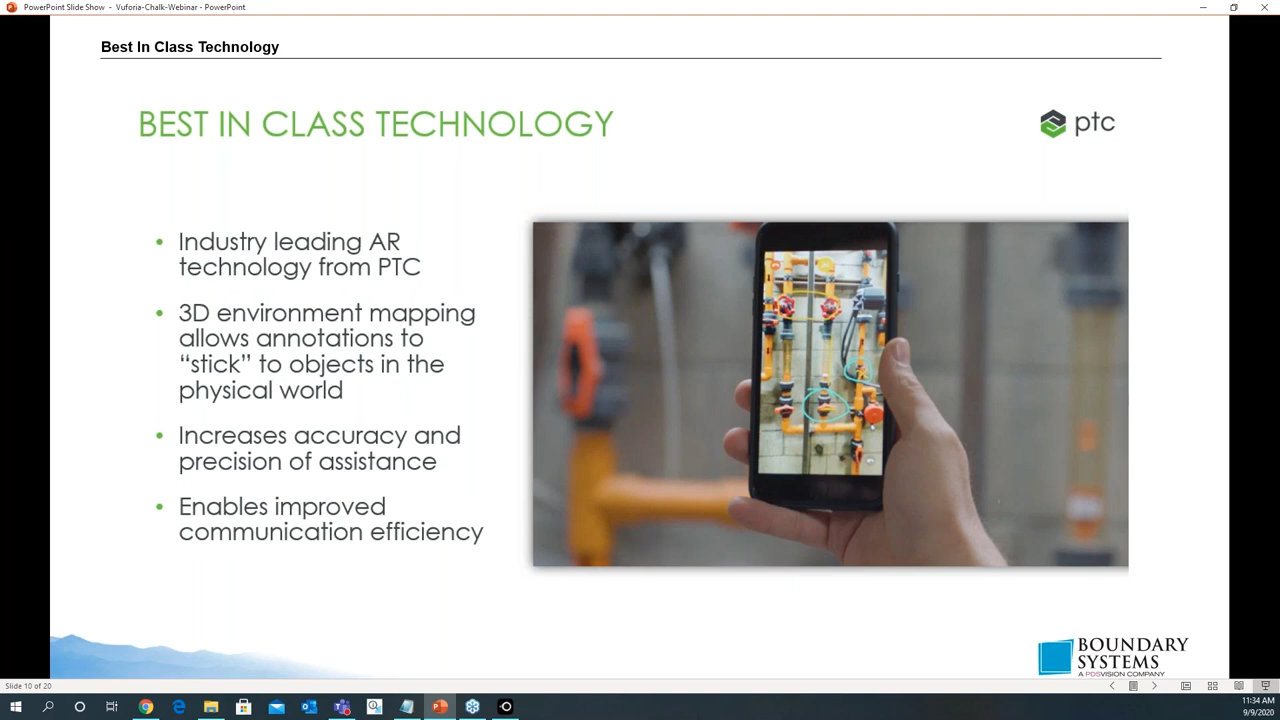 PowerPoint Slide Show - Vuforia-Chalk-Webinar - PowerPoint
Best In Class Technology
BEST IN CLASS TECHNOLOGY
ptc
• Industry leading AR
technology from PTC
• 3D environment mapping
allows annotations to
“stick” to objects in the
physical world
• Increases accuracy and
precision of assistance
• Enables improved
communication efficiency
BOUNDARY
SYSTEMS
A PDSVISION COMPANY
Slide 10 of 20
11:34 AM
9/9/2020